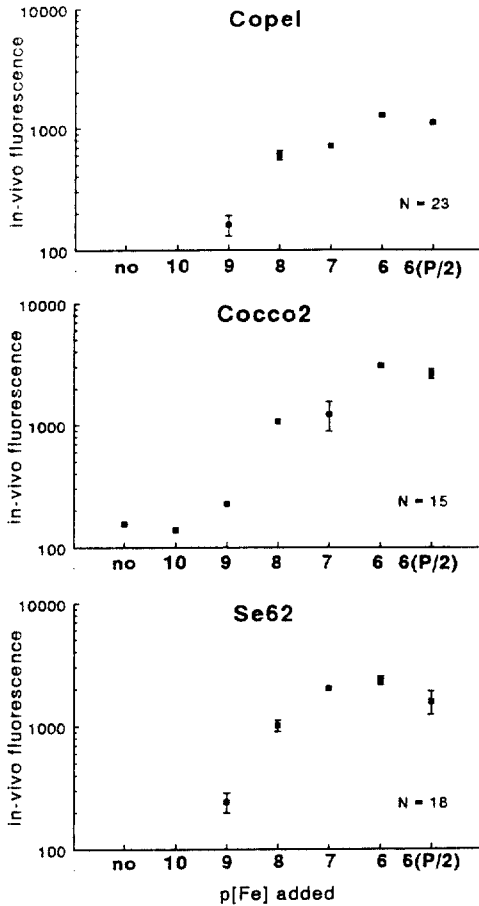 Copel
in-vivo fluorescence
10000
1000
100
N = 23
no 10 9 8 7 6 6(P/2)
Cocco2
in-vivo fluorescence
10000
1000
100
N = 15
no 10 9 8 7 6 6(P/2)
Se62
in-vivo fluorescence
10000
1000
100
N = 18
no 10 9 8 7 6 6(P/2)
p[Fe] added